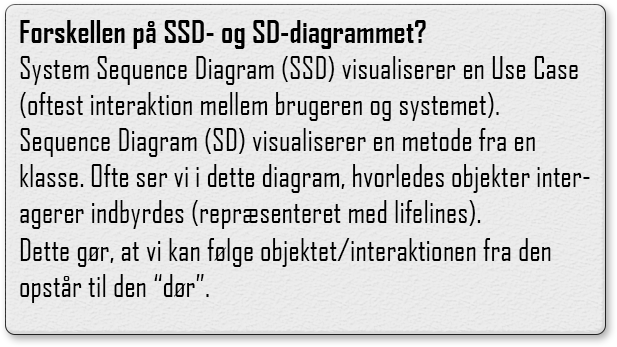 Forskellen på SSD- og SD-diagrammet?
System Sequence Diagram (SSD) visualiserer en Use Case
(oftest interaktion mellem brugeren og systemet).
Sequence Diagram (SD) visualiserer en metode fra en
klasse. Ofte ser vi i dette diagram, hvorledes objekter inter-
agerer indbyrdes (repræsenteret med lifelines).
Dette gør, at vi kan følge objektet/interaktionen fra den
opstår til den “dør”.